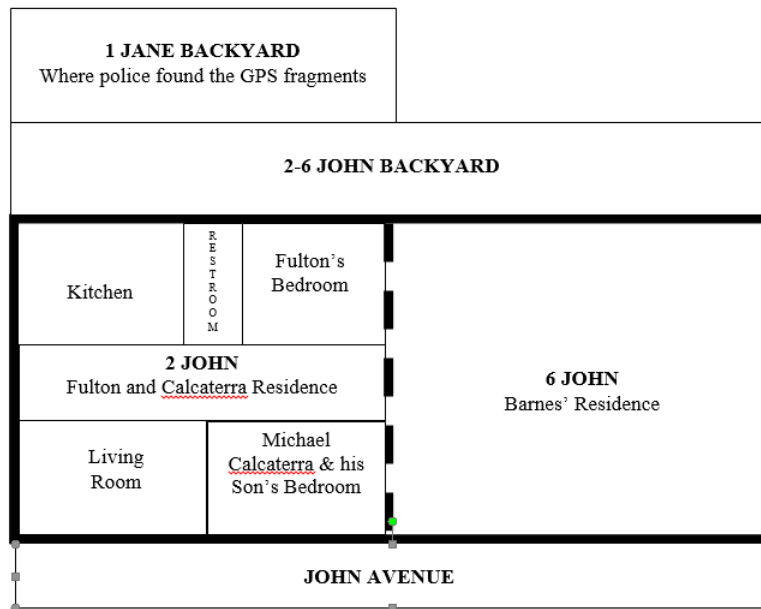 1 JANE BACKYARD
Where police found the GPS fragments
2-6 JOHN BACKYARD
Kitchen
RESTROOM
Fulton’s
Bedroom
2 JOHN
Fulton and Calcaterra Residence
6 JOHN
Barnes’ Residence
Living
Room
Michael
Calcaterra & his
Son’s Bedroom
JOHN AVENUE